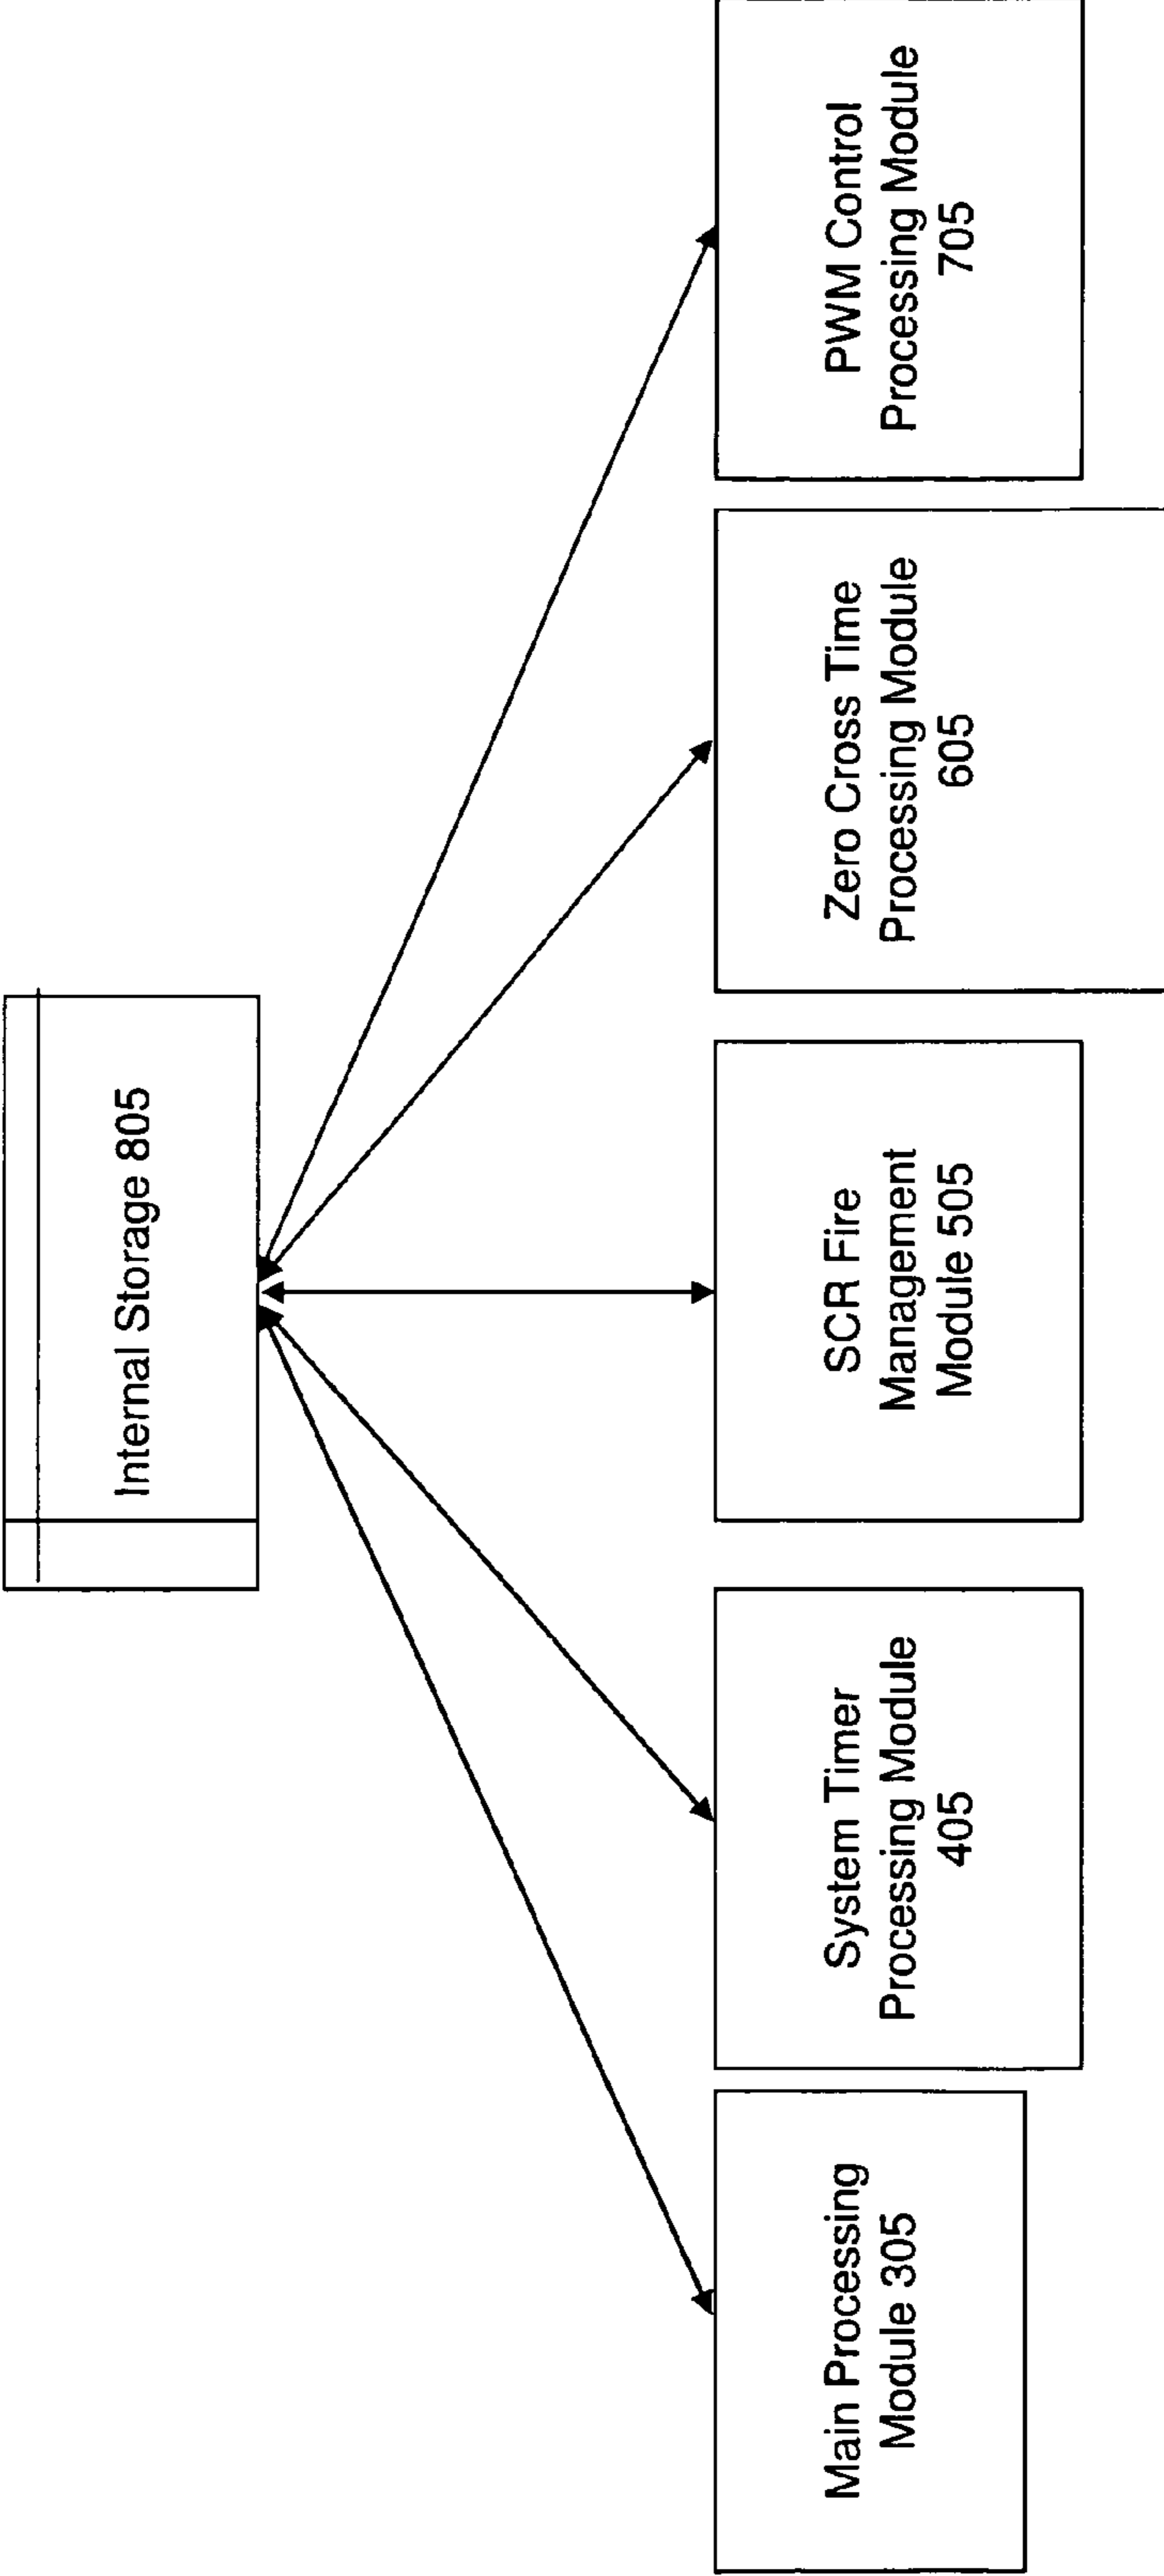 Internal Storage 805
Main Processing
Module 305
System Timer
Processing Module
405
SCR Fire
Management
Module 505
Zero Cross Time
Processing Module
605
PWM Control
Processing Module
705